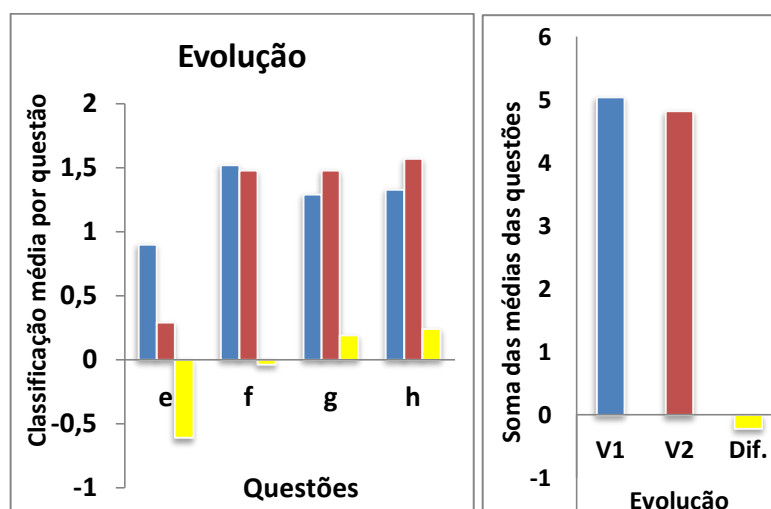 Evolução
Classificação média por questão
2
1,5
1
0,5
0
-0,5
-1
e
f
g
h
Questões
Soma das médias das questões
6
5
4
3
2
1
0
-1
V1
V2
Dif.
Evolução